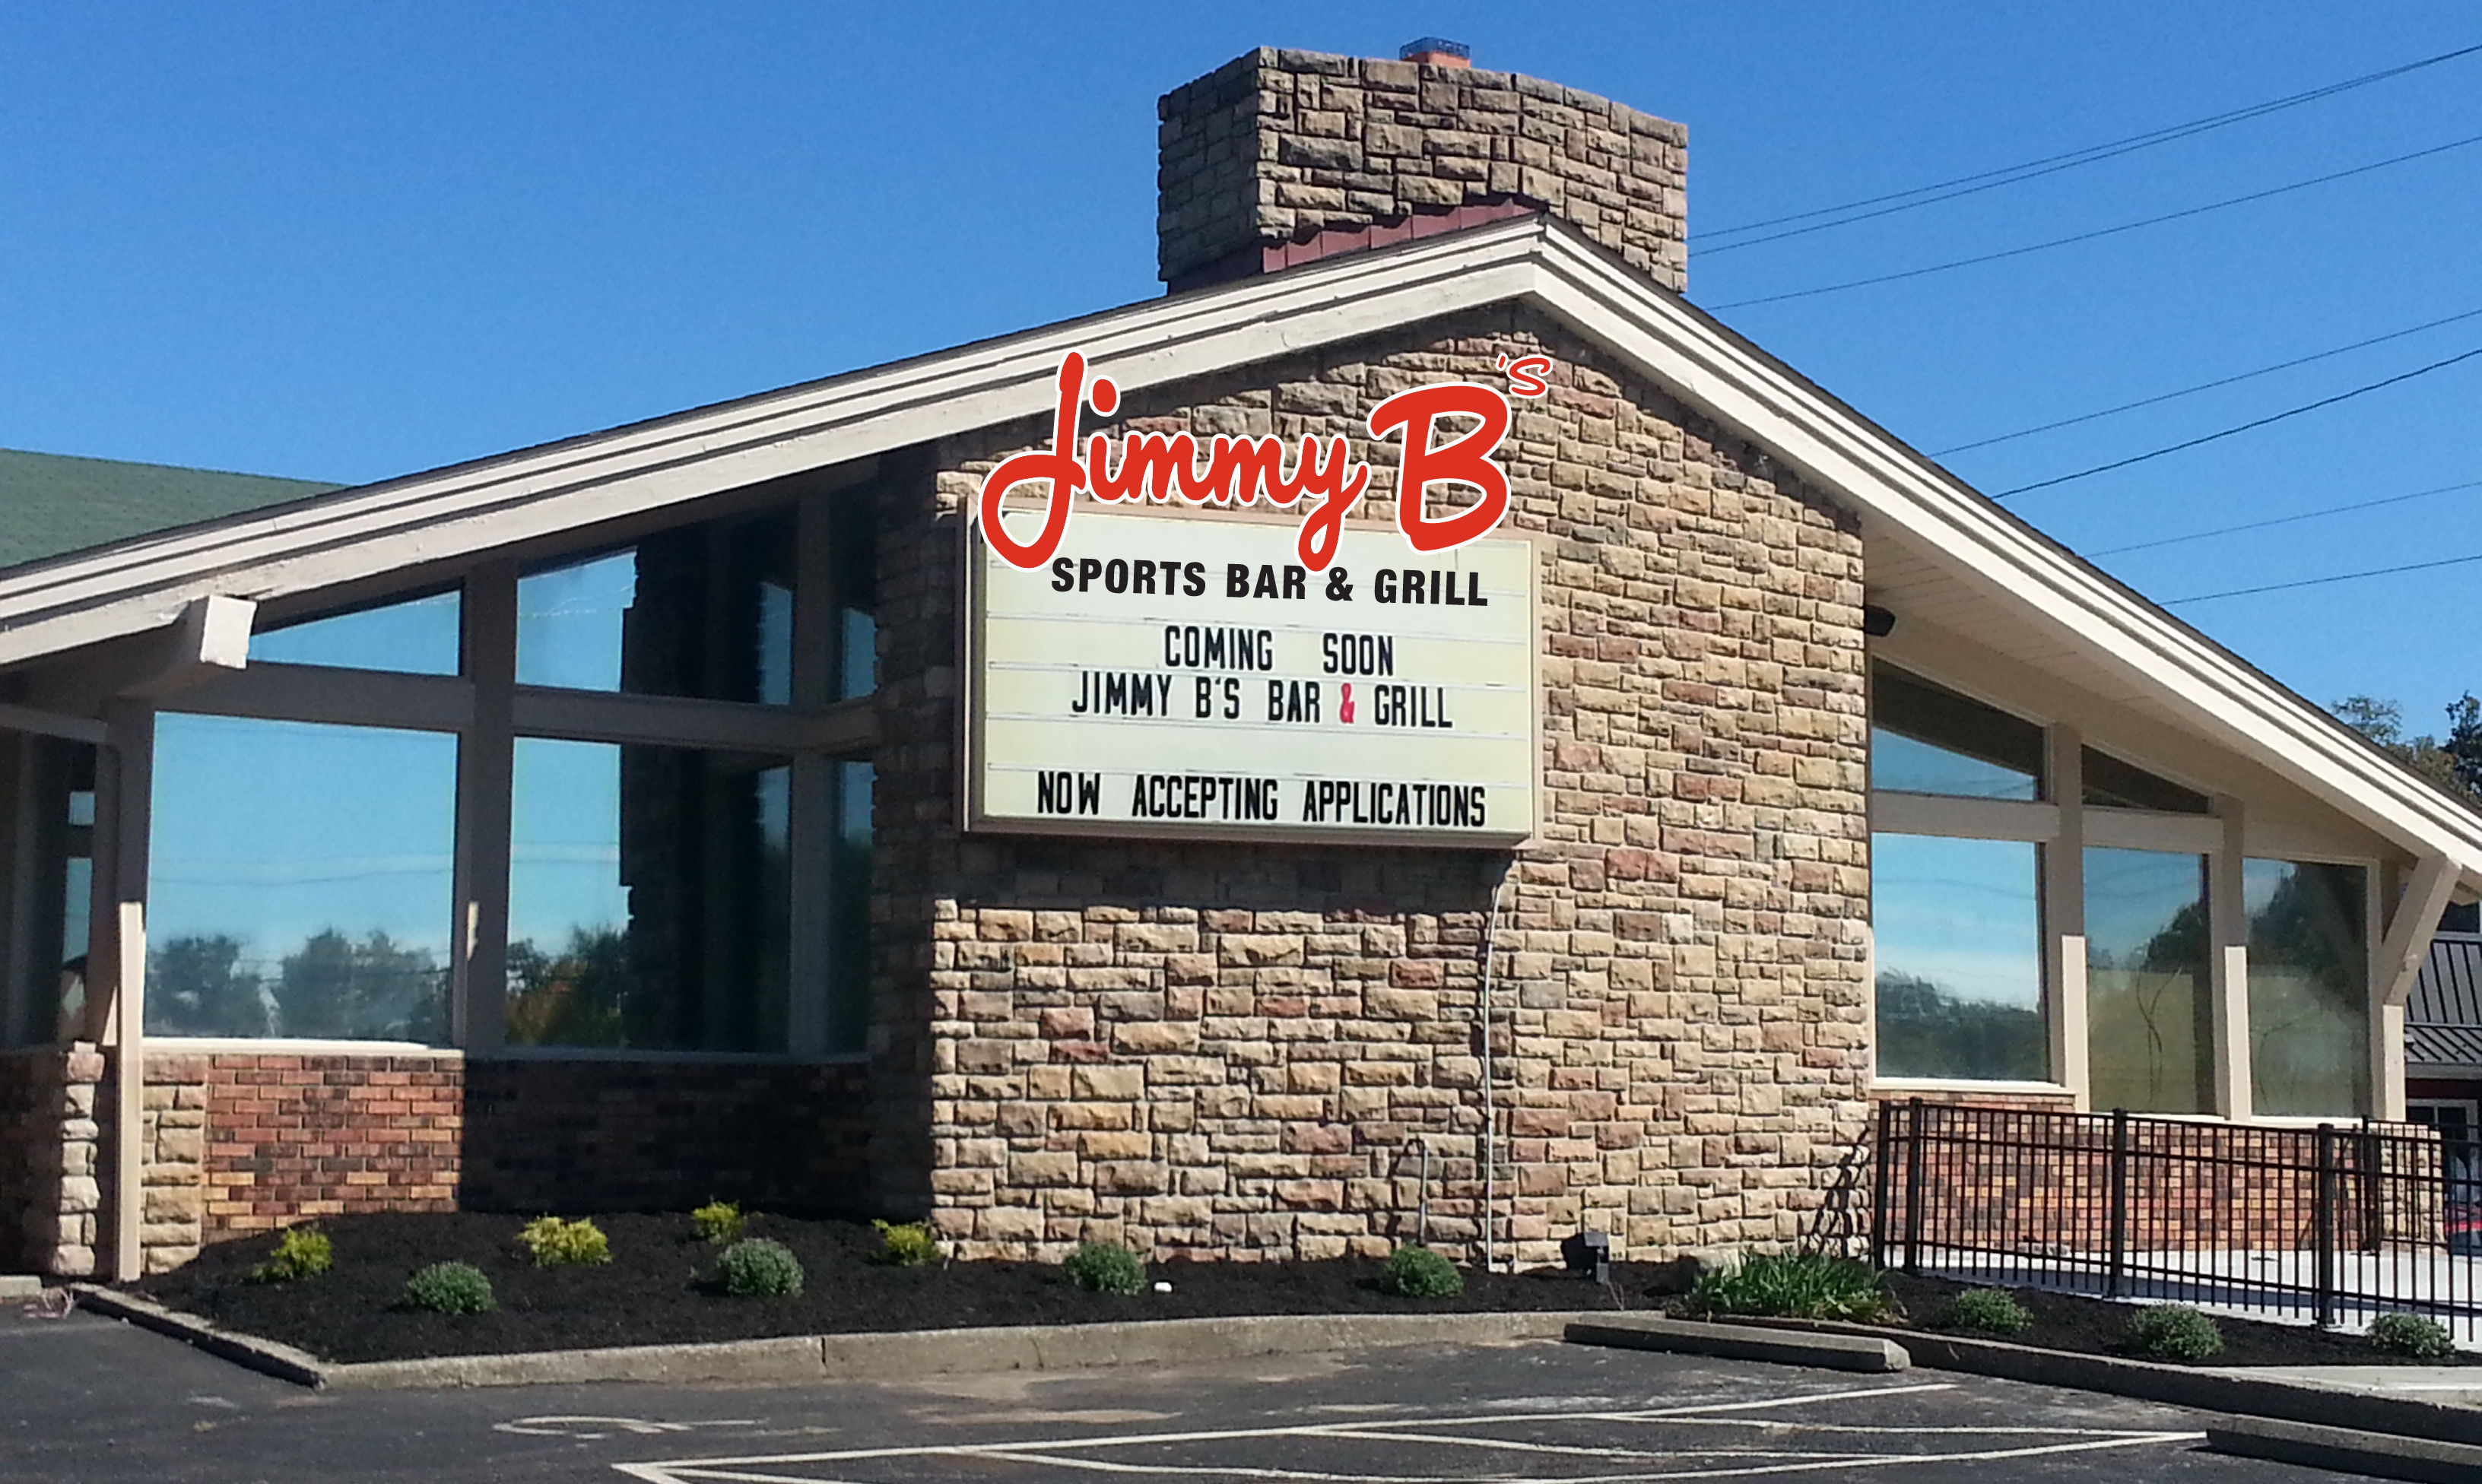 Jimmy B's
SPORTS BAR & GRILL
COMING SOON
JIMMY B'S BAR & GRILL
NOW ACCEPTING APPLICATIONS